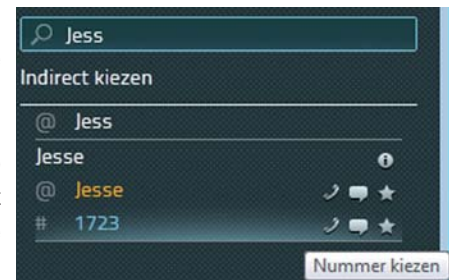 Jess
Indirect kiezen
@ Jess
Jesse
@ Jesse
# 1723
Nummer kiezen